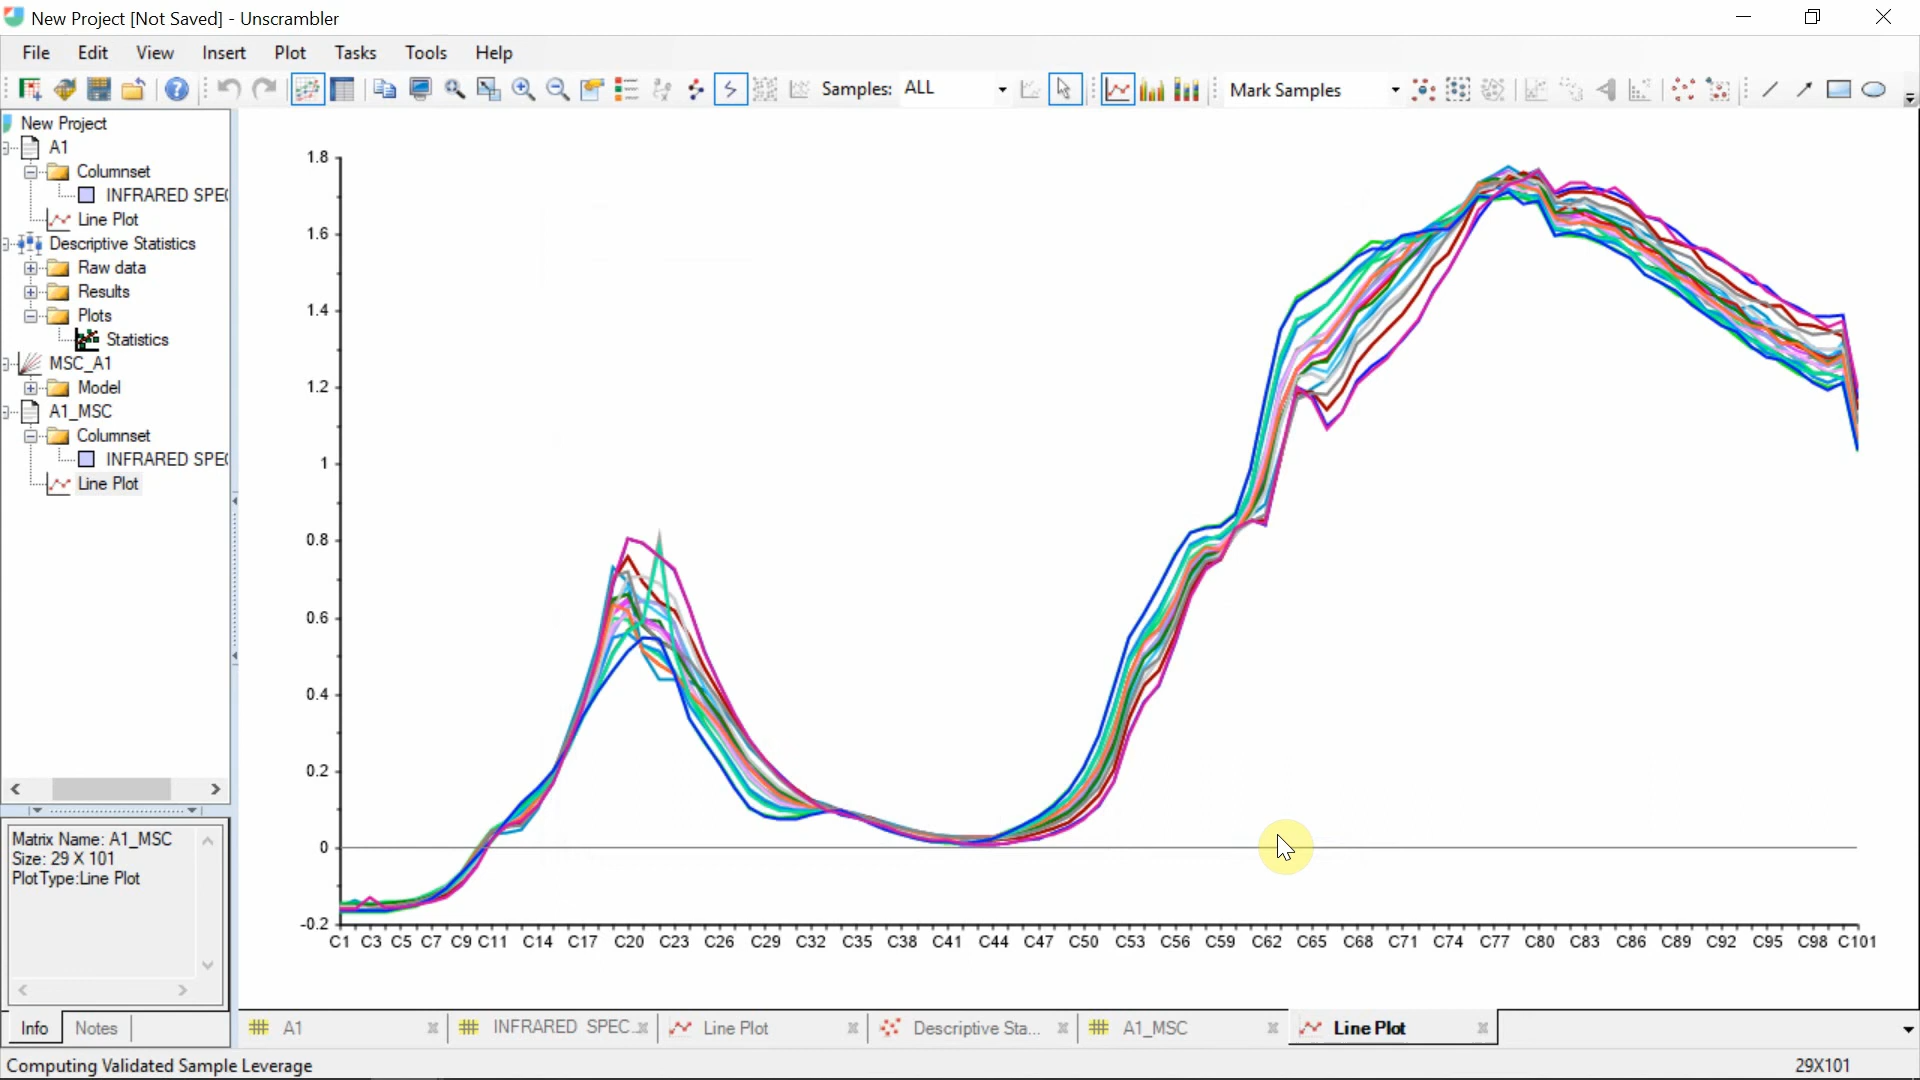 New Project [Not Saved] - Unscrambler
File Edit View Insert Plot Tasks Tools Help
Samples: ALL Mark Samples
New Project
A1
Columnset
INFRARED SPE
Line Plot
Descriptive Statistics
Raw data
Results
Plots
Statistics
MSC_A1
Model
A1_MSC
Columnset
INFRARED SPE
Line Plot
Matrix Name: A1_MSC
Size: 29 X 101
PlotType:Line Plot
Info Notes
1.8
1.6
1.4
1.2
1
0.8
0.6
0.4
0.2
0
-0.2
C1 C3 C5 C7 C9 C11 C14 C17 C20 C23 C26 C29 C32 C35 C38 C41 C44 C47 C50 C53 C56 C59 C62 C65 C68 C71 C74 C77 C80 C83 C86 C89 C92 C95 C98 C101
A1 INFRARED SPEC... Line Plot Descriptive Sta... A1_MSC Line Plot
Computing Validated Sample Leverage 29X101